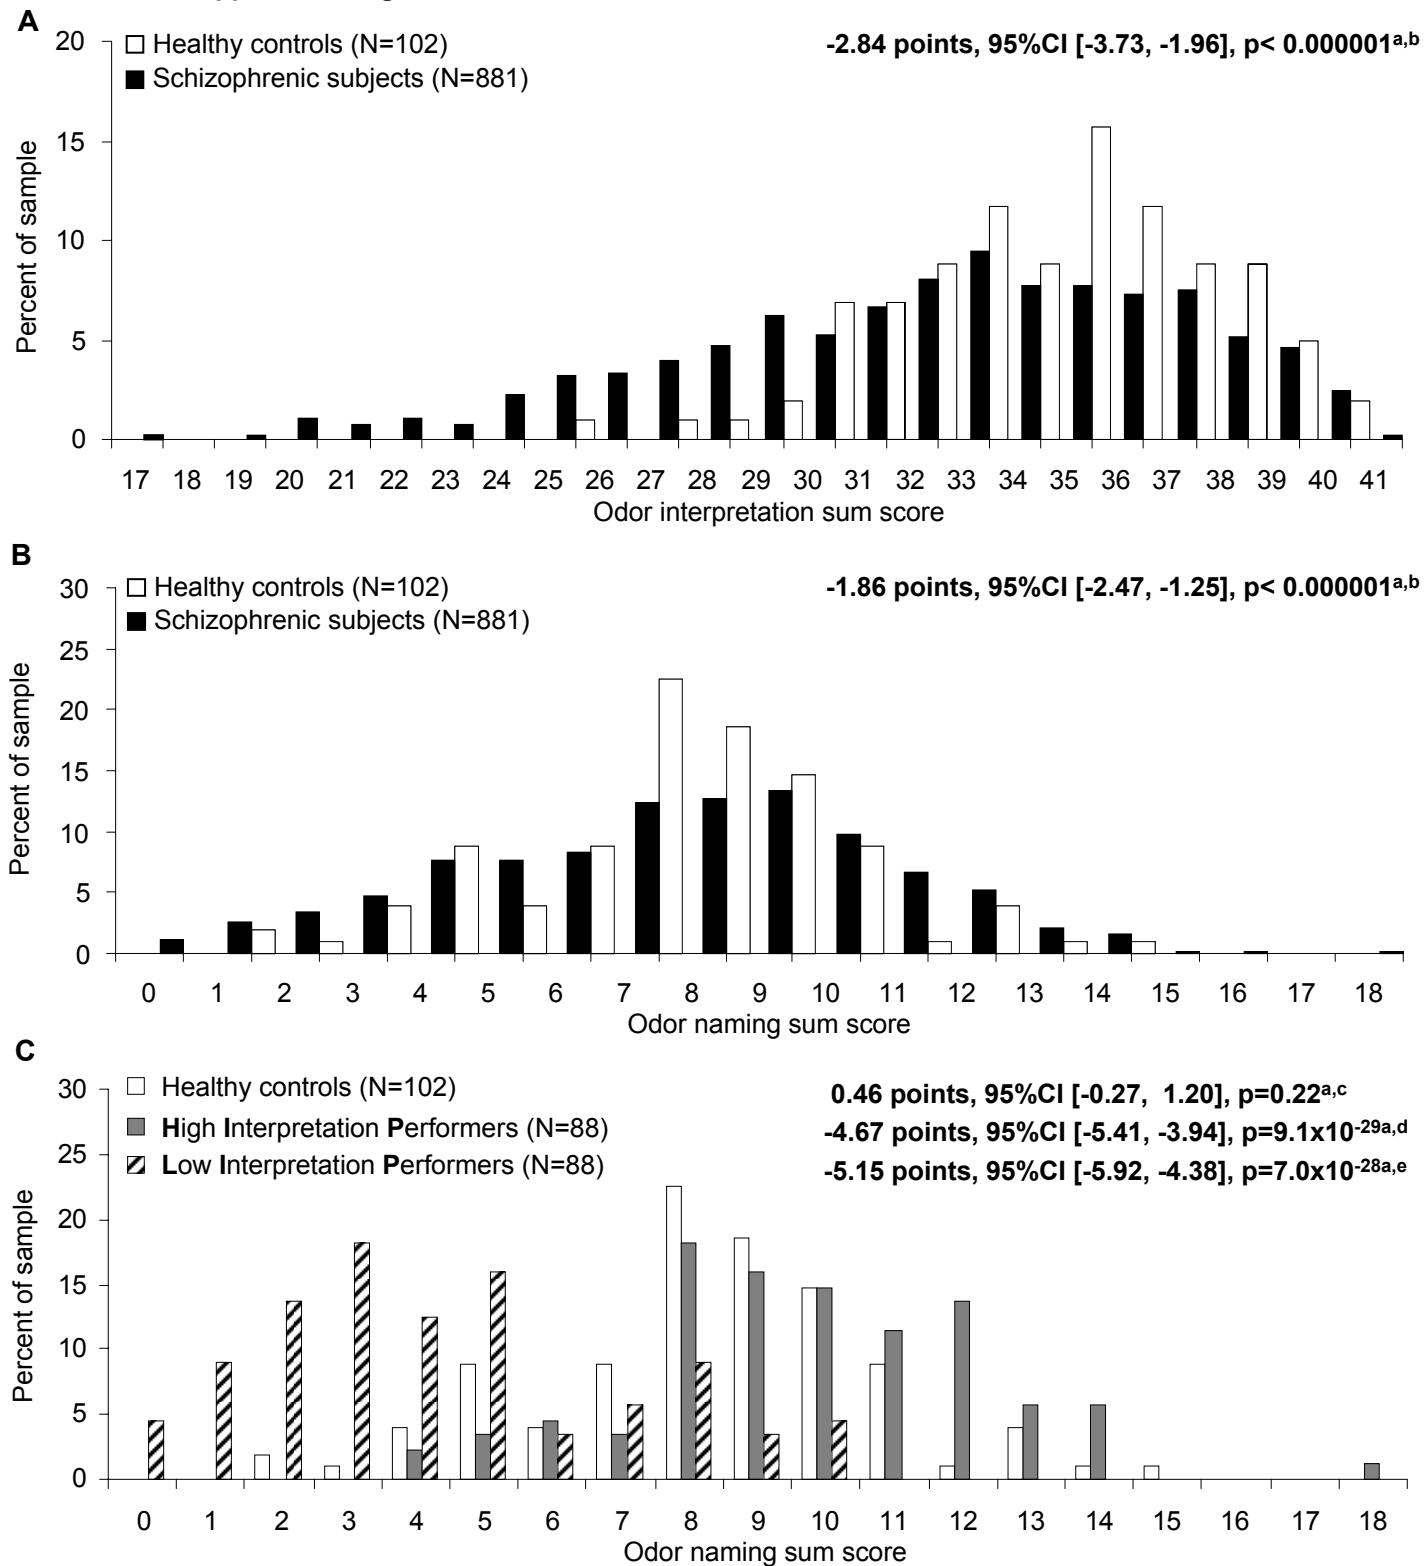 A
20
Healthy controls (N=102)
-2.84 points, 95%CI [-3.73, -1.96], p< 0.000001a,b
Schizophrenic subjects (N=881)
15
10
5
0
Percent of sample
17 18 19 20 21 22 23 24 25 26 27 28 29 30 31 32 33 34 35 36 37 38 39 40 41
Odor interpretation sum score
B
30
Healthy controls (N=102)
-1.86 points, 95%CI [-2.47, -1.25], p< 0.000001a,b
Schizophrenic subjects (N=881)
25
20
15
10
5
0
Percent of sample
0 1 2 3 4 5 6 7 8 9 10 11 12 13 14 15 16 17 18
Odor naming sum score
C
30
Healthy controls (N=102)
0.46 points, 95%CI [-0.27, 1.20], p=0.22a,c
High Interpretation Performers (N=88)
-4.67 points, 95%CI [-5.41, -3.94], p=9.1x10-29a,d
Low Interpretation Performers (N=88)
-5.15 points, 95%CI [-5.92, -4.38], p=7.0x10-28a,e
25
20
15
10
5
0
Percent of sample
0 1 2 3 4 5 6 7 8 9 10 11 12 13 14 15 16 17 18
Odor naming sum score